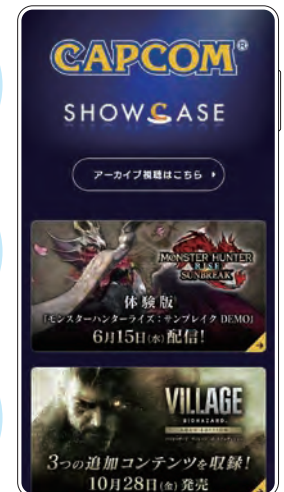 CAPCOM®
SHOWCASE
アーカイブ視聴はこちら
MONSTER HUNTER
RISE
SUNBREAK
体験版
『モンスターハンターライズ：サンブレイク DEMO』
6月15日(水)配信!
VILLAGE
BIOHAZARD
3つの追加コンテンツを収録!
10月28日(金)発売